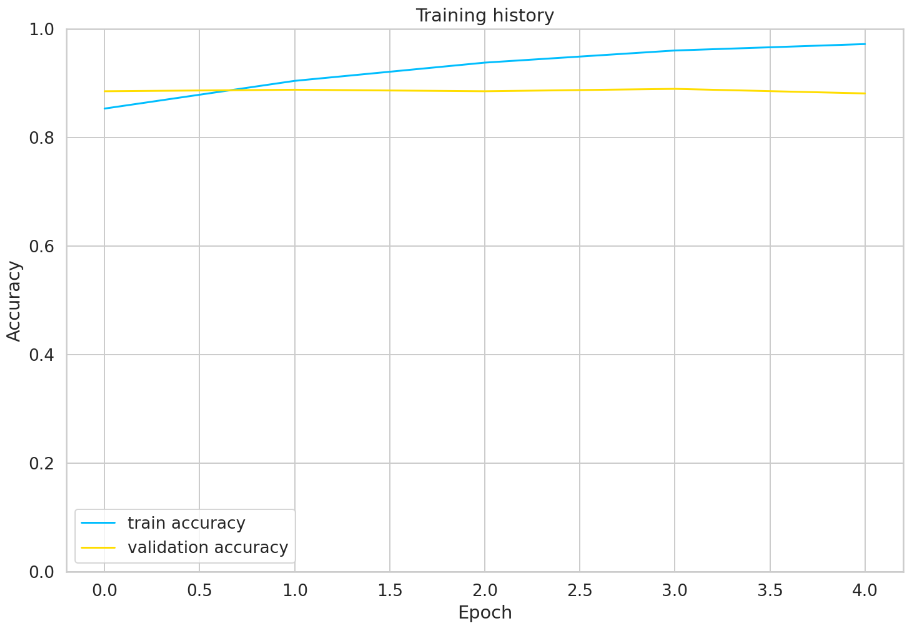 Training history
1.0
0.8
0.6
0.4
0.2
0.0
Accuracy
train accuracy
validation accuracy
0.0 0.5 1.0 1.5 2.0 2.5 3.0 3.5 4.0
Epoch